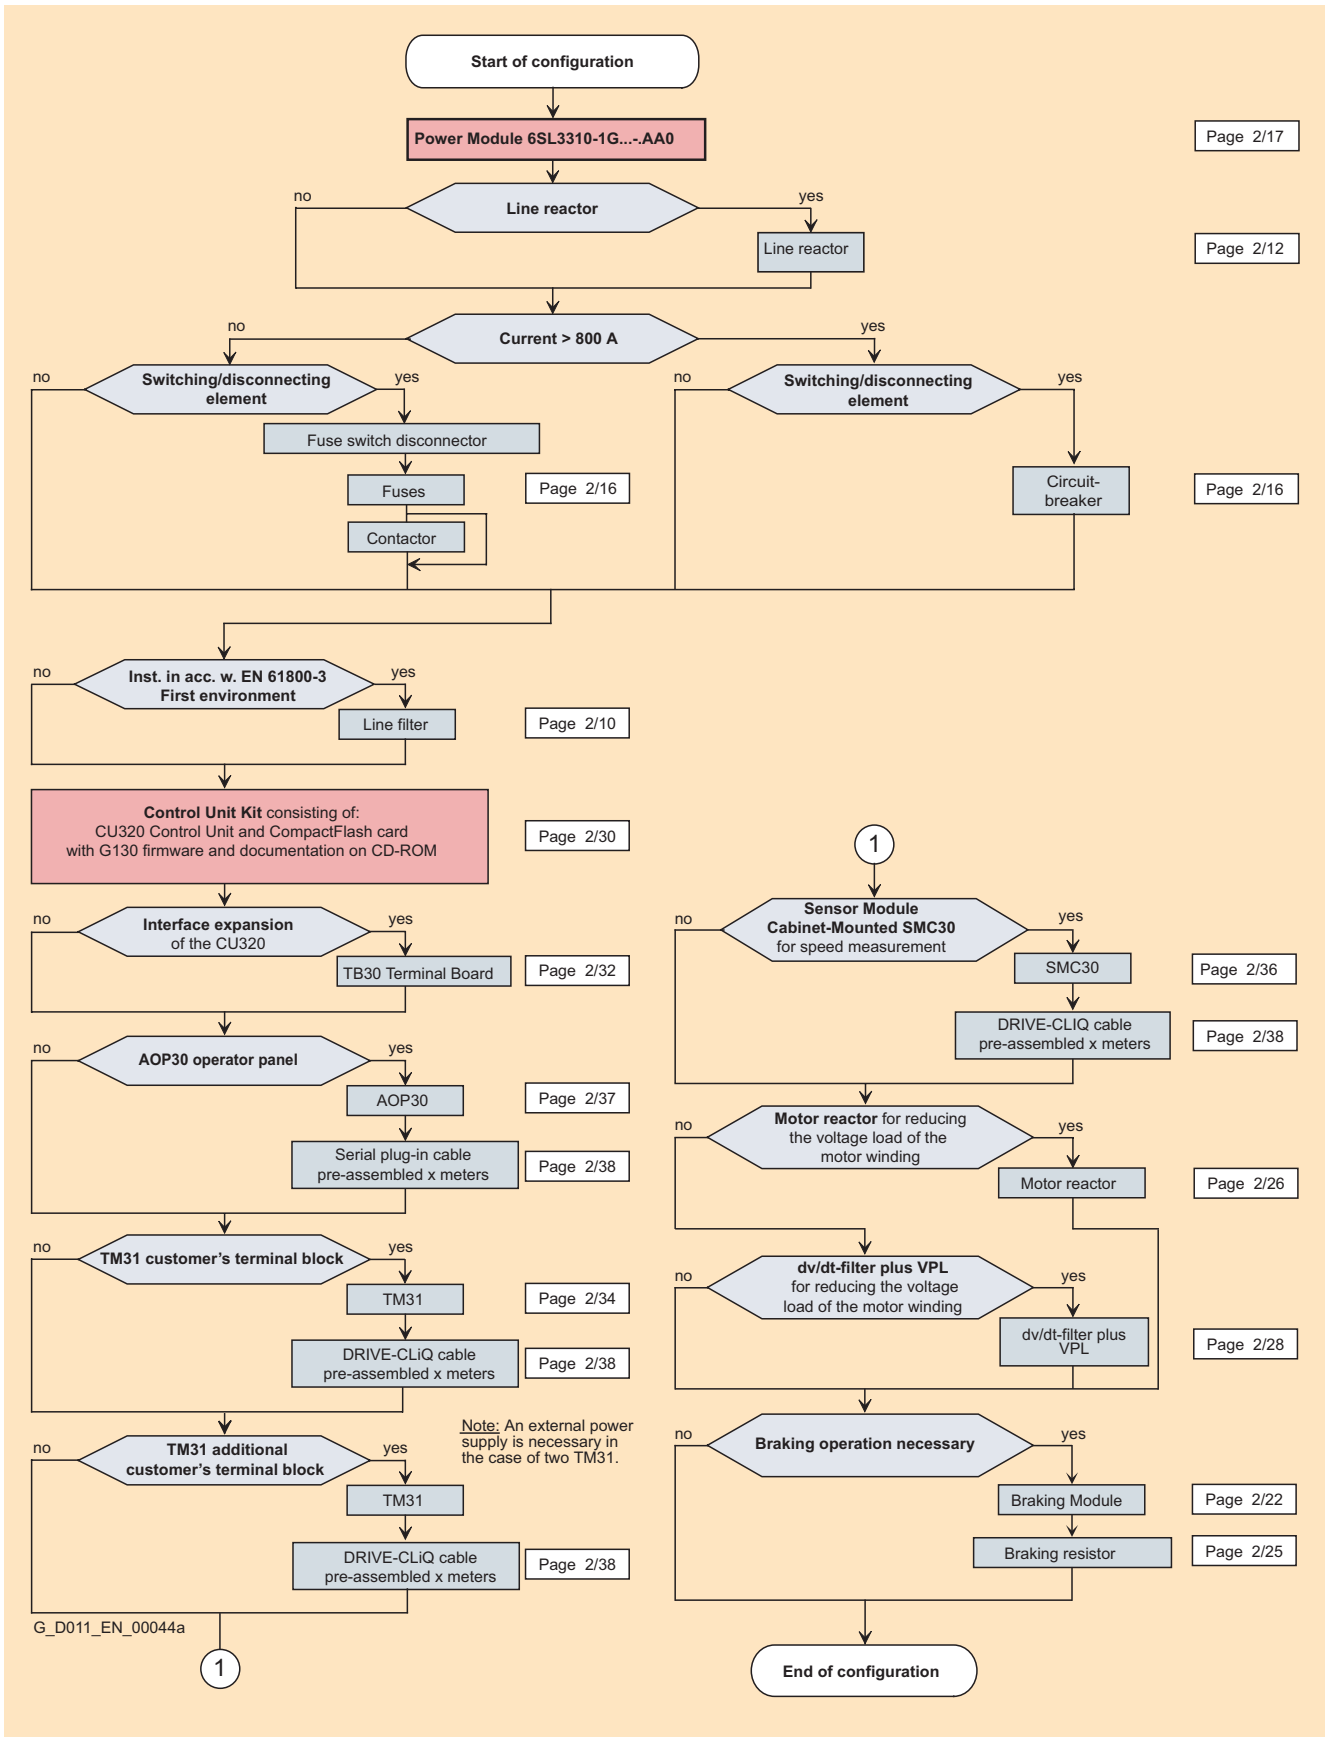 Start of configuration
Power Module 6SL3310-1G...-.AA0
Page 2/17
no
yes
Line reactor
Line reactor
Page 2/12
no
yes
Current > 800 A
no
yes
Switching/disconnecting
element
no
yes
Switching/disconnecting
element
Fuse switch disconnector
Fuses
Page 2/16
Contactor
Circuit-
breaker
Page 2/16
no
yes
Inst. in acc. w. EN 61800-3
First environment
Line filter
Page 2/10
Control Unit Kit consisting of:
CU320 Control Unit and CompactFlash card
with G130 firmware and documentation on CD-ROM
Page 2/30
no
yes
Interface expansion
of the CU320
TB30 Terminal Board
Page 2/32
no
yes
AOP30 operator panel
AOP30
Page 2/37
Serial plug-in cable
pre-assembled x meters
Page 2/38
no
yes
TM31 customer's terminal block
TM31
Page 2/34
DRIVE-CLiQ cable
pre-assembled x meters
Page 2/38
Note: An external power
supply is necessary in
the case of two TM31.
no
yes
TM31 additional
customer's terminal block
TM31
DRIVE-CLiQ cable
pre-assembled x meters
Page 2/38
G_D011_EN_00044a
1
1
no
yes
Sensor Module
Cabinet-Mounted SMC30
for speed measurement
SMC30
Page 2/36
DRIVE-CLIQ cable
pre-assembled x meters
Page 2/38
no
yes
Motor reactor for reducing
the voltage load of the
motor winding
Motor reactor
Page 2/26
no
yes
dv/dt-filter plus VPL
for reducing the voltage
load of the motor winding
dv/dt-filter plus
VPL
Page 2/28
no
yes
Braking operation necessary
Braking Module
Page 2/22
Braking resistor
Page 2/25
End of configuration